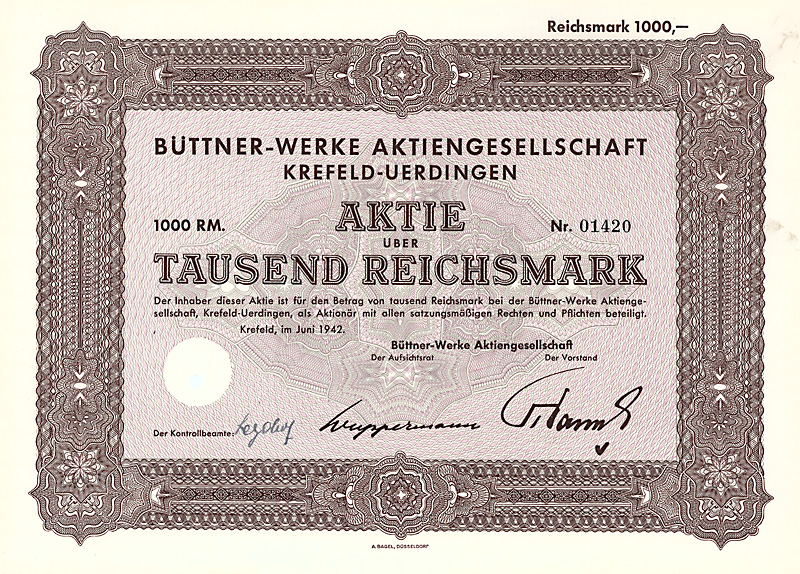 Reichsmark 1000,—
BÜTTNER-WERKE AKTIENGESELLSCHAFT
KREFELD-UERDINGEN
AKTIE
1000 RM.
Nr. 01420
ÜBER
TAUSEND REICHSMARK
Der Inhaber dieser Aktie ist für den Betrag von tausend Reichsmark bei der Büttner-Werke Aktienge-
sellschaft, Krefeld-Uerdingen, als Aktionär mit allen satzungsmäßigen Rechten und Pflichten beteiligt.
Krefeld, im Juni 1942.
Büttner-Werke Aktiengesellschaft
Der Aufsichtsrat Der Vorstand
Wuppermann
Der Kontrollbeamte:
A. BAGEL, DÜSSELDORF